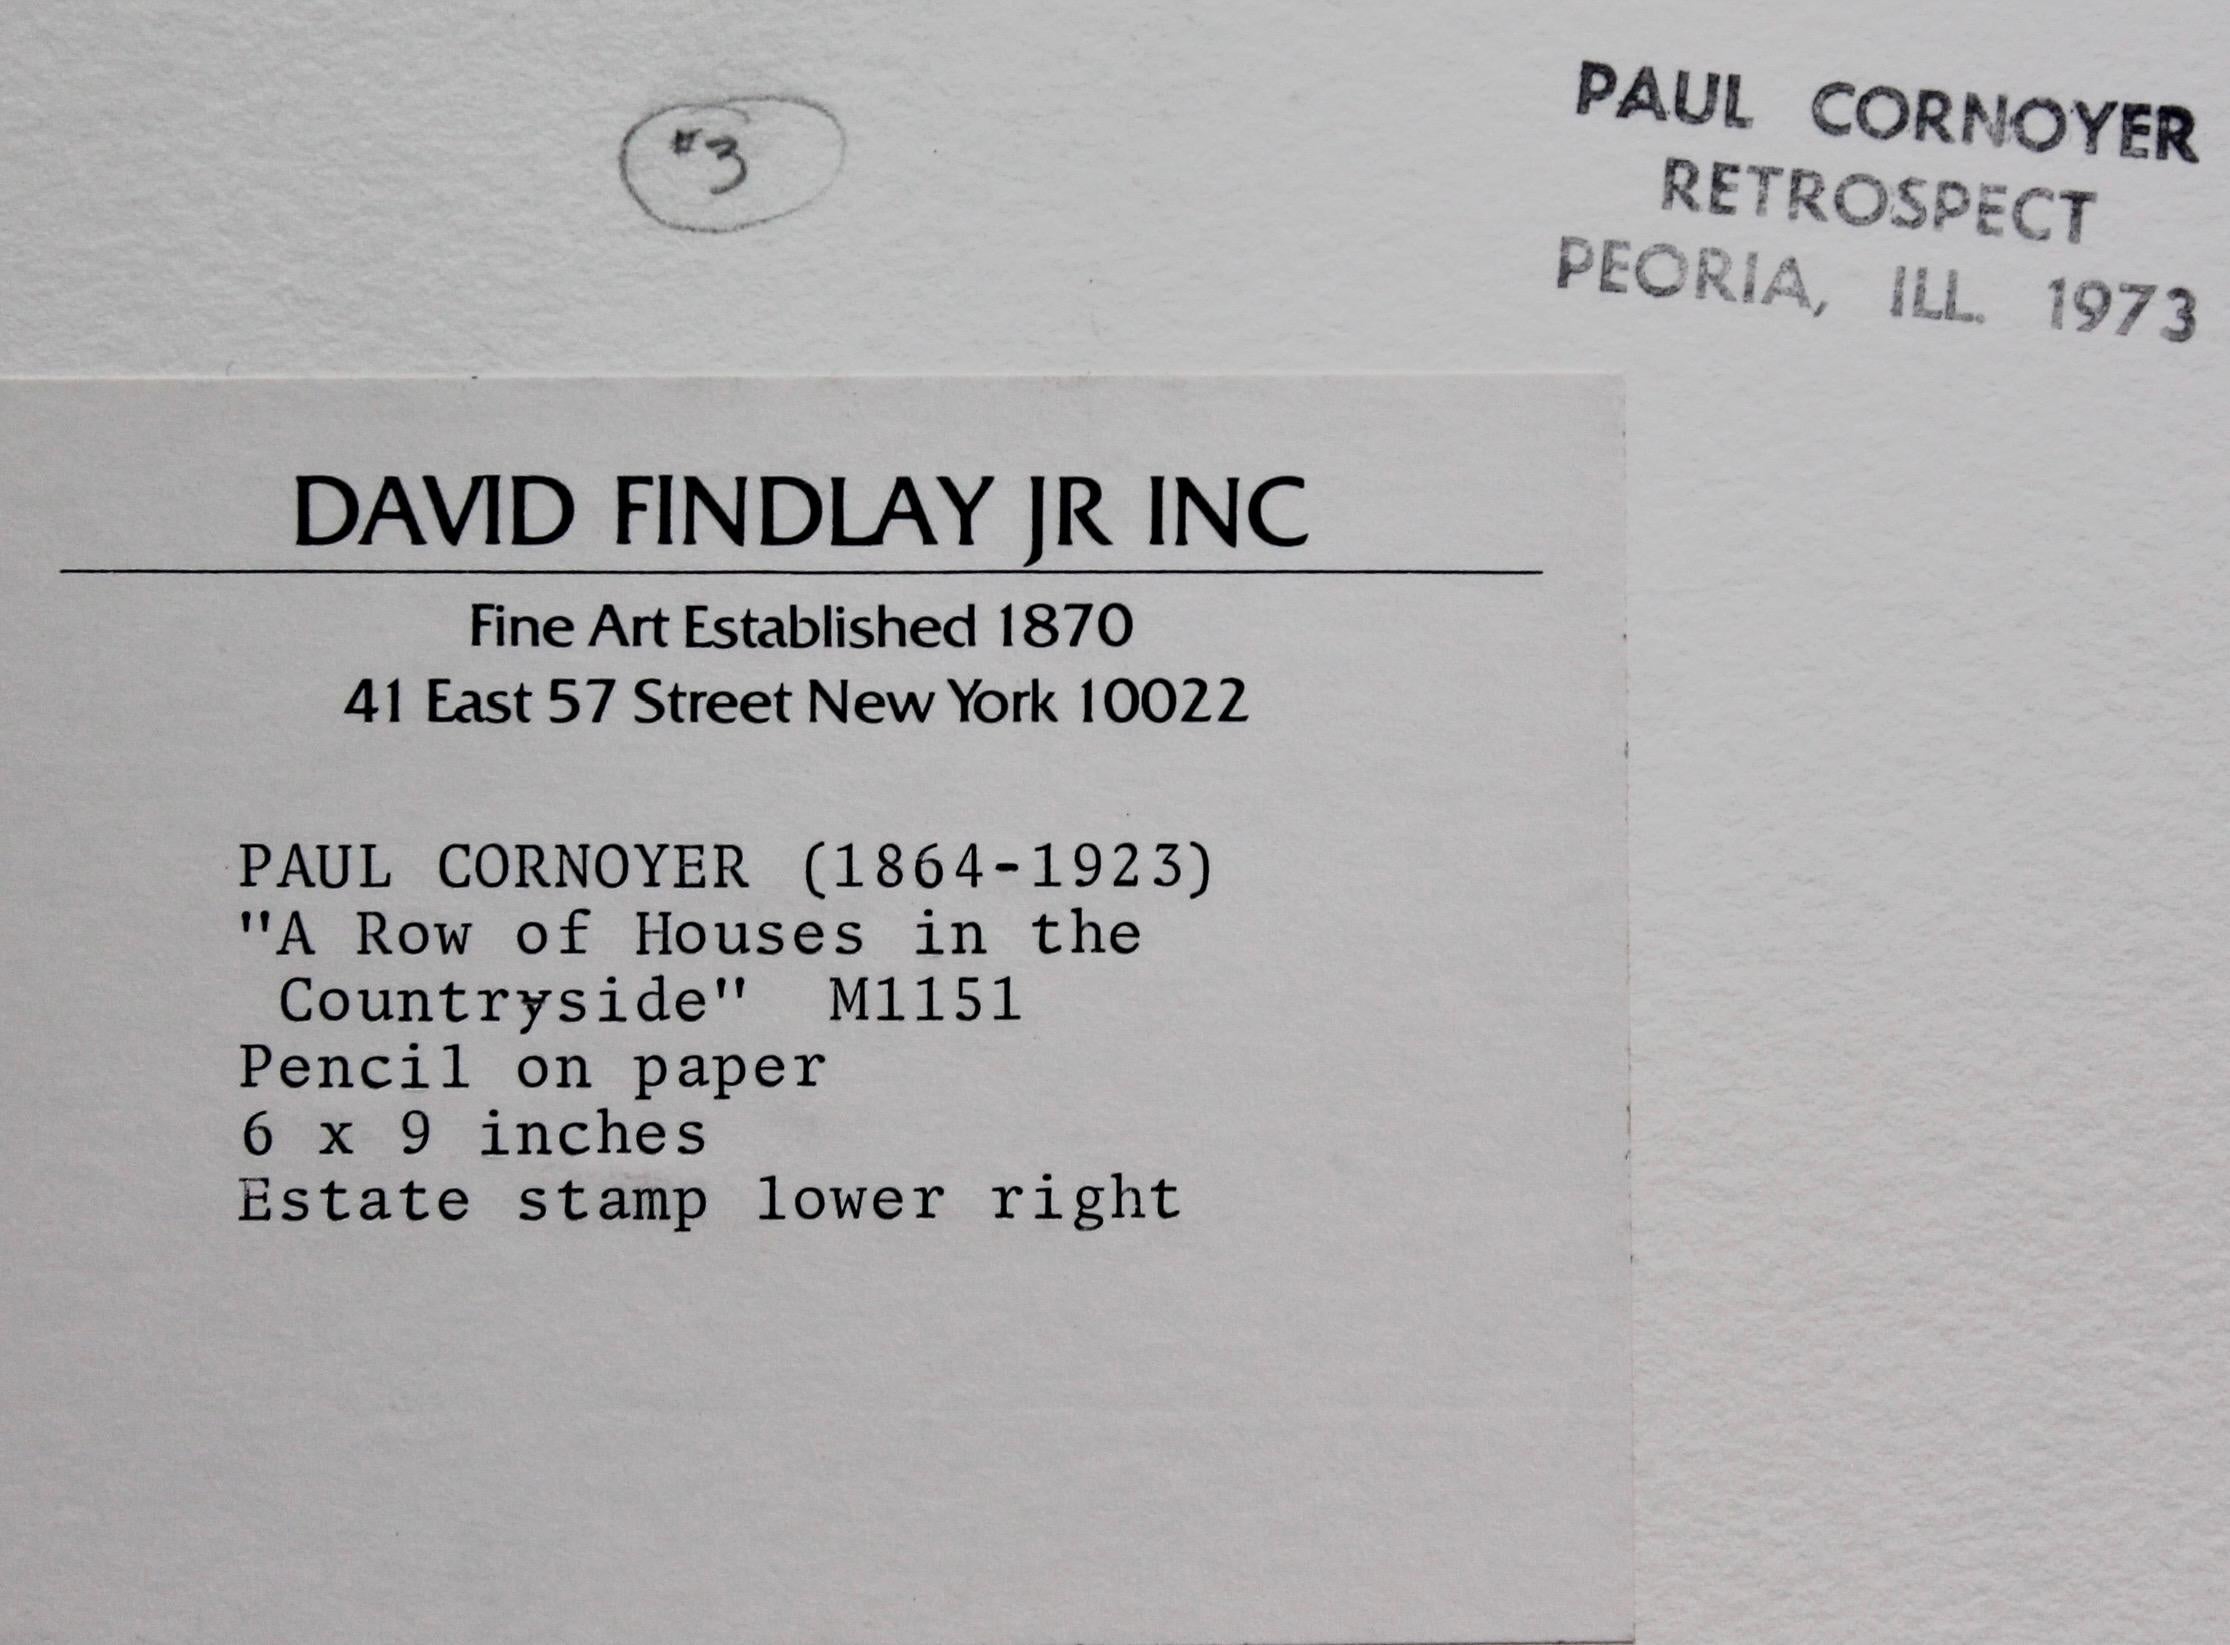 #3
PAUL CORNOYER
RETROSPECT
PEORIA, ILL. 1973
DAVID FINDLAY JR INC
Fine Art Established 1870
41 East 57 Street New York 10022
PAUL CORNOYER (1864-1923)
"A Row of Houses in the
Countryside" M1151
Pencil on paper
6 x 9 inches
Estate stamp lower right